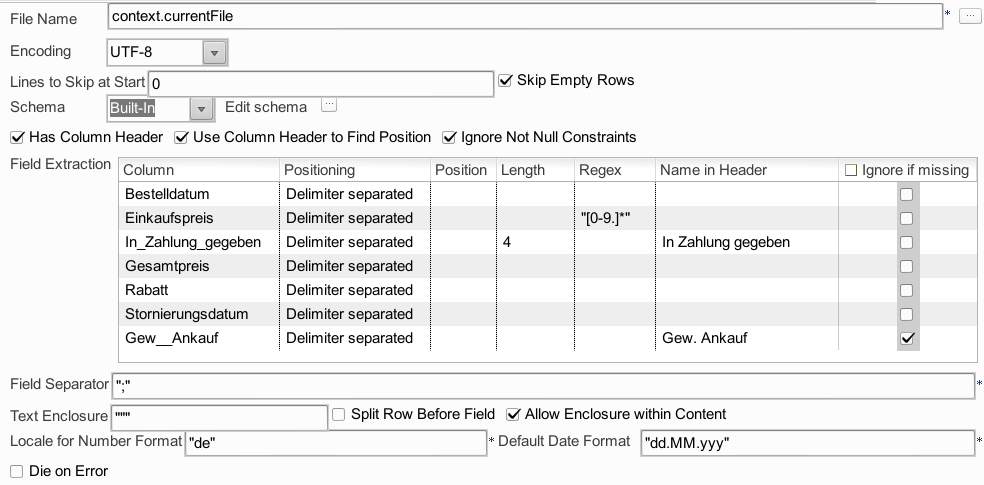 File Name context.currentFile * ...
Encoding UTF-8
Lines to Skip at Start 0 Skip Empty Rows
Schema Built-In Edit schema ...
Has Column Header Use Column Header to Find Position Ignore Not Null Constraints
Field Extraction Column Positioning Position Length Regex Name in Header Ignore if missing
Bestelldatum Delimiter separated
Einkaufspreis Delimiter separated "[0-9.]*"
In_Zahlung_gegeben Delimiter separated 4 In Zahlung gegeben
Gesamtpreis Delimiter separated
Rabatt Delimiter separated
Stornierungsdatum Delimiter separated
Gew__Ankauf Delimiter separated Gew. Ankauf
Field Separator ";" *
Text Enclosure """ Split Row Before Field Allow Enclosure within Content
Locale for Number Format "de" * Default Date Format "dd.MM.yyy" *
Die on Error